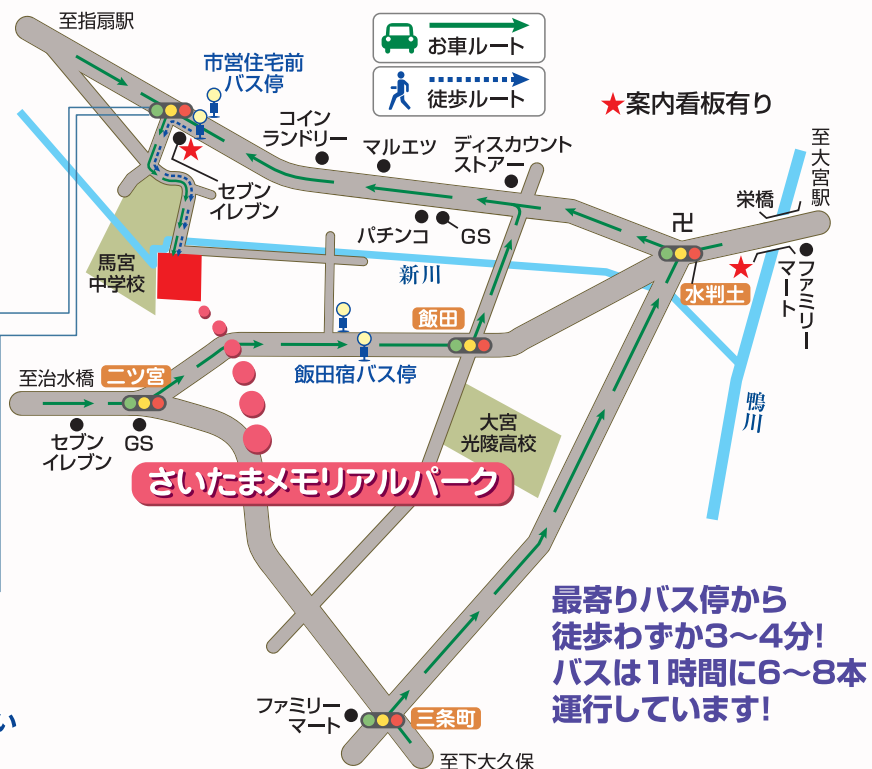 至指扇駅
お車ルート
徒歩ルート
★案内看板有り
市営住宅前
バス停
コイン
ランドリー
マルエツ
ディスカウント
ストアー
至大宮駅
栄橋
セブン
イレブン
パチンコ
GS
卍
ファミリーマート
馬宮
中学校
新川
水判土
飯田
飯田宿バス停
至治水橋
二ツ宮
セブン
イレブン
GS
大宮
光陵高校
鴨川
さいたまメモリアルパーク
最寄りバス停から
徒歩わずか3〜4分!
バスは1時間に6〜8本
運行しています!
ファミリー
マート
三条町
至下大久保
い